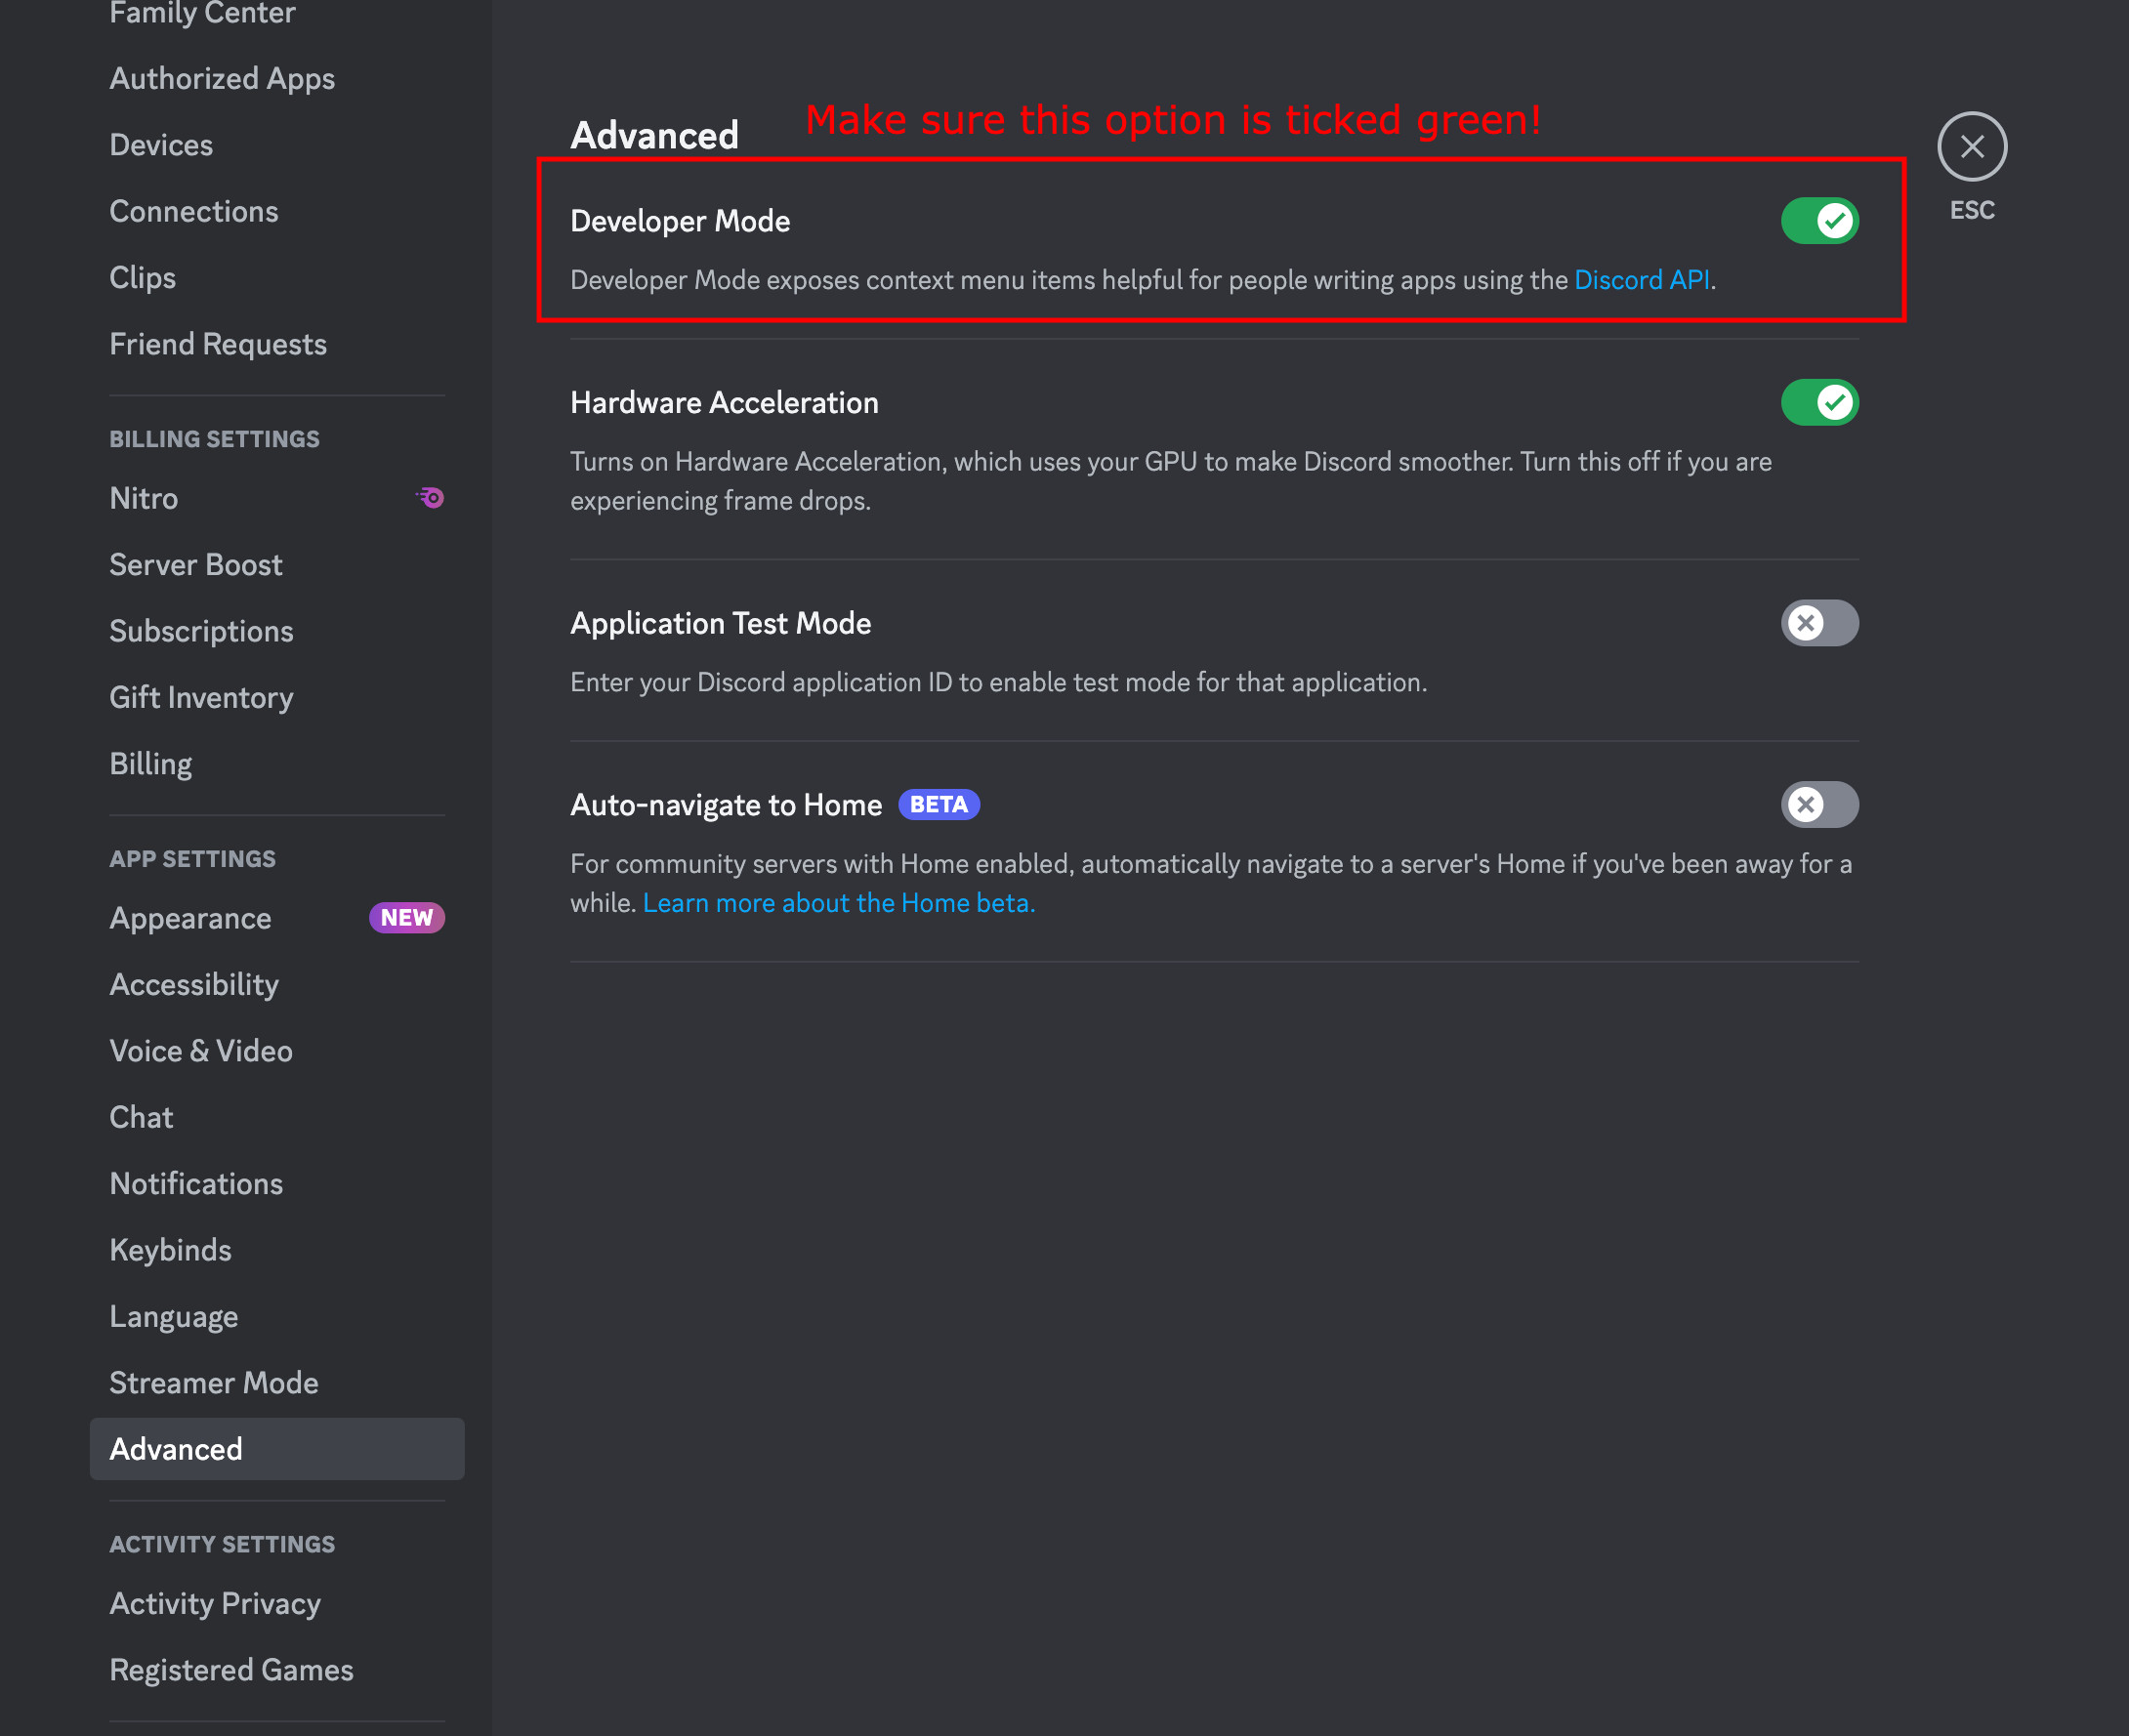 Family Center
Authorized Apps
Devices
Connections
Clips
Friend Requests
BILLING SETTINGS
Nitro
Server Boost
Subscriptions
Gift Inventory
Billing
APP SETTINGS
Appearance NEW
Accessibility
Voice & Video
Chat
Notifications
Keybinds
Language
Streamer Mode
Advanced
ACTIVITY SETTINGS
Activity Privacy
Registered Games
Make sure this option is ticked green!
Advanced
Developer Mode
Developer Mode exposes context menu items helpful for people writing apps using the Discord API.
Hardware Acceleration
Turns on Hardware Acceleration, which uses your GPU to make Discord smoother. Turn this off if you are
experiencing frame drops.
Application Test Mode
Enter your Discord application ID to enable test mode for that application.
Auto-navigate to Home BETA
For community servers with Home enabled, automatically navigate to a server's Home if you've been away for a
while. Learn more about the Home beta.
ESC